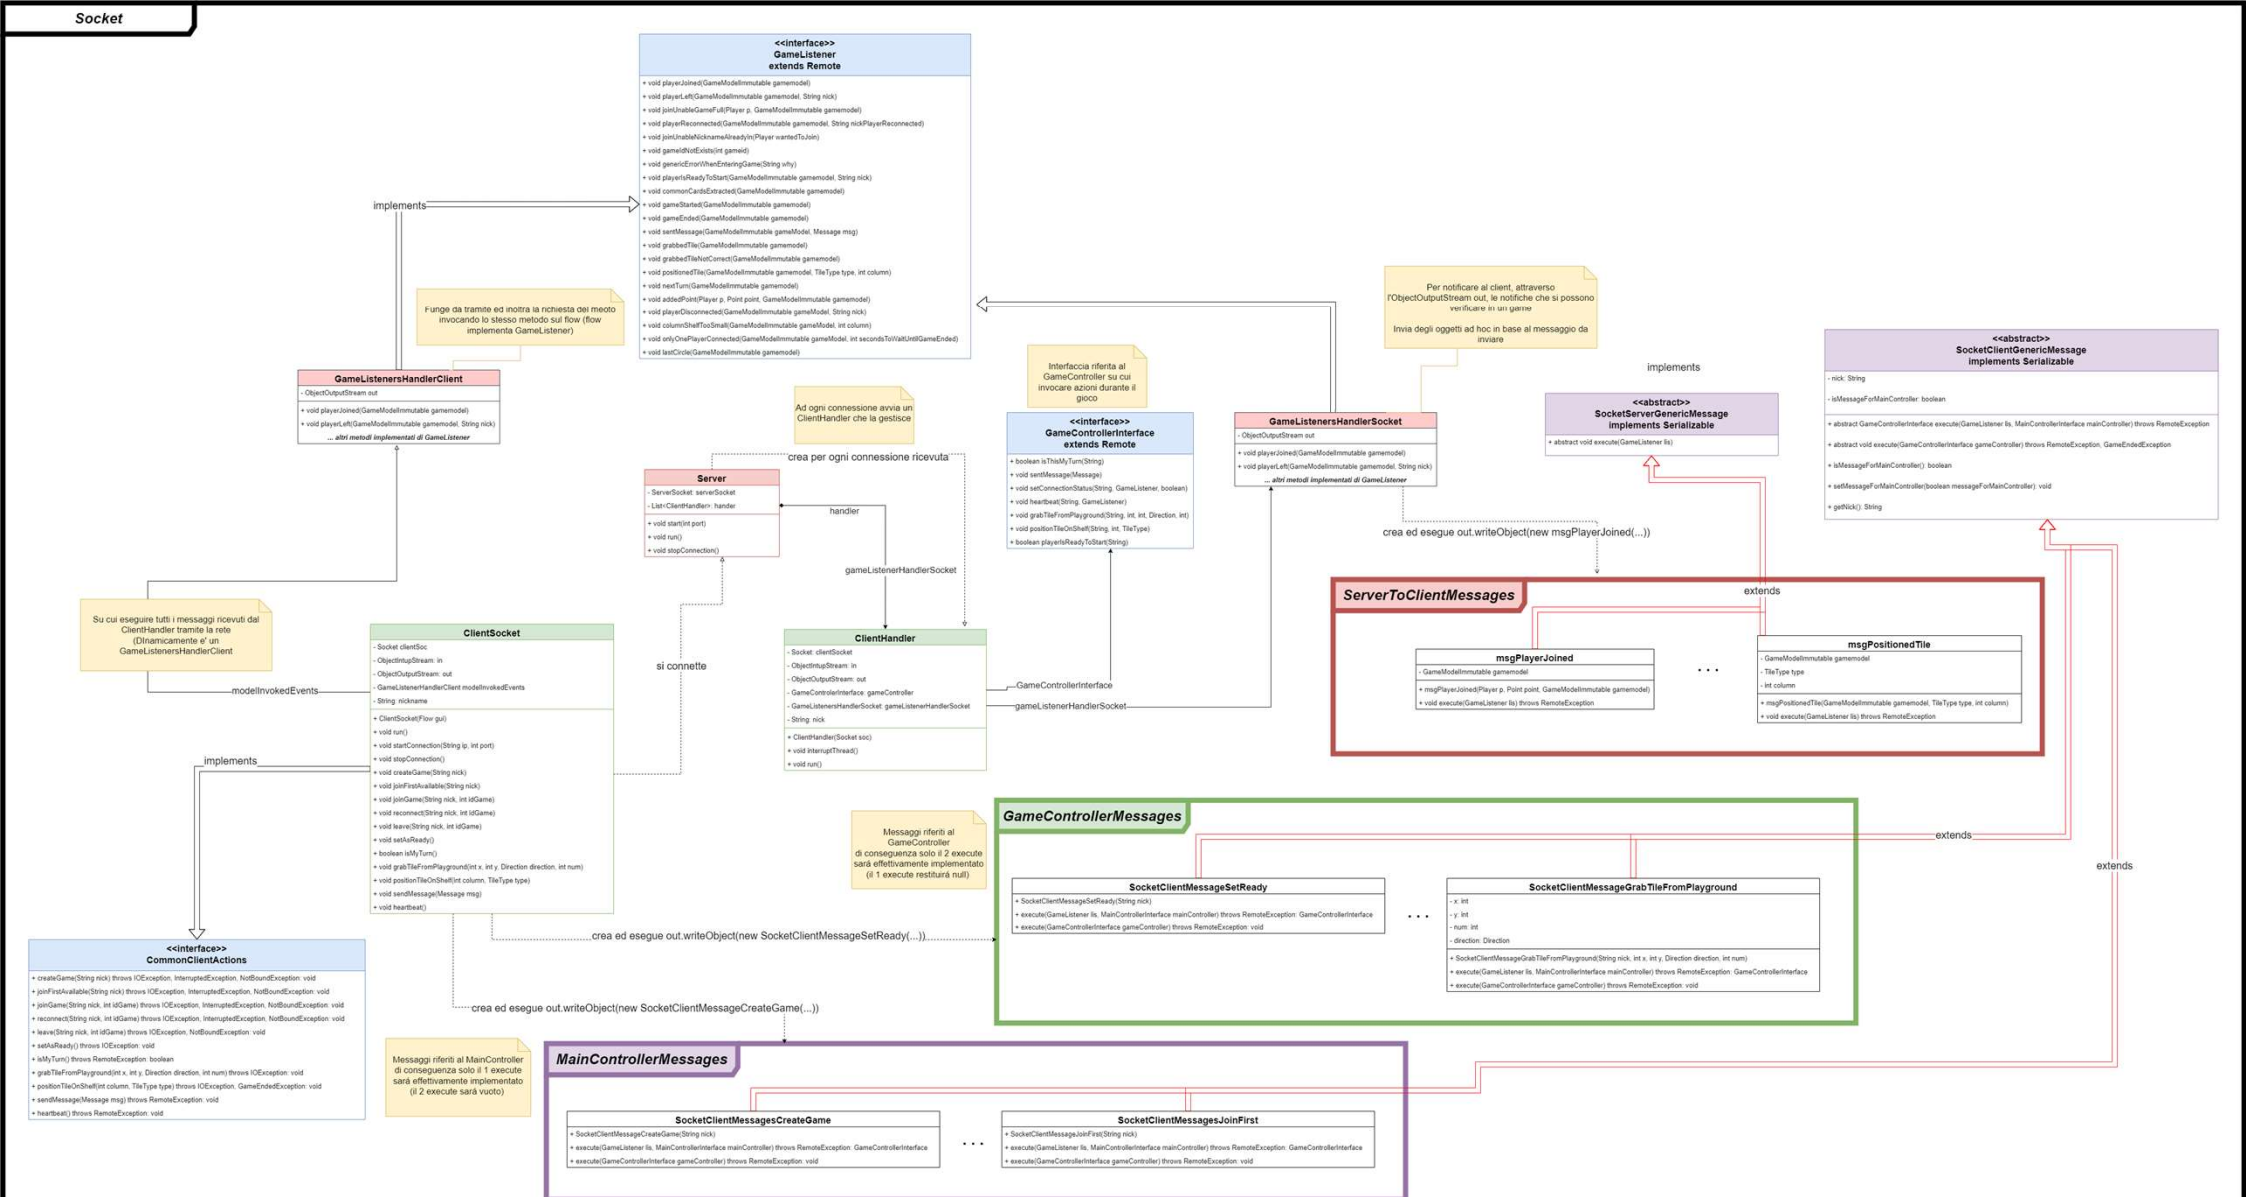 Socket
<<interface>>
GameListener
extends Remote
+ void playerJoined(GameModelImmutable gamemodel)
+ void playerLeft(GameModelImmutable gamemodel, String nick)
+ void joinUnableGameFull(Player p, GameModelImmutable gamemodel)
+ void playerReconnected(GameModelImmutable gamemodel, String nickPlayerReconnected)
+ void joinUnableNicknameAlreadyIn(Player wantedToJoin)
+ void gameIdNotExists(int gameid)
+ void genericErrorWhenEnteringGame(String why)
+ void playerIsReadyToStart(GameModelImmutable gamemodel, String nick)
+ void commonCardsExtracted(GameModelImmutable gamemodel)
+ void gameStarted(GameModelImmutable gamemodel)
+ void gameEnded(GameModelImmutable gamemodel)
+ void sentMessage(GameModelImmutable gameModel, Message msg)
+ void grabbedTile(GameModelImmutable gamemodel)
+ void grabbedTileNotCorrect(GameModelImmutable gamemodel)
+ void positionedTile(GameModelImmutable gamemodel, TileType type, int column)
+ void nextTurn(GameModelImmutable gamemodel)
+ void addedPoint(Player p, Point point, GameModelImmutable gamemodel)
+ void playerDisconnected(GameModelImmutable gameModel, String nick)
+ void columnShelfTooSmall(GameModelImmutable gameModel, int column)
+ void onlyOnePlayerConnected(GameModelImmutable gameModel, int secondsToWaitUntilGameEnded)
+ void lastCircle(GameModelImmutable gamemodel)
implements
Funge da tramite ed inoltra la richiesta del meoto
invocando lo stesso metodo sul flow (flow
implementa GameListener)
GameListenersHandlerClient
- ObjectOutputStream out
+ void playerJoined(GameModelImmutable gamemodel)
+ void playerLeft(GameModelImmutable gamemodel, String nick)
... altri metodi implementati di GameListener
Ad ogni connessione avvia un
ClientHandler che la gestisce
crea per ogni connessione ricevuta
Server
- ServerSocket: serverSocket
- List<ClientHandler>: hander
+ void start(int port)
+ void run()
+ void stopConnection()
handler
gameListenerHandlerSocket
Interfaccia riferita al
GameController su cui
invocare azioni durante il
gioco
<<interface>>
GameControllerInterface
extends Remote
+ boolean isThisMyTurn(String)
+ void sentMessage(Message)
+ void setConnectionStatus(String, GameListener, boolean)
+ void heartbeat(String, GameListener)
+ void grabTileFromPlayground(String, int, int, Direction, int)
+ void positionTileOnShelf(String, int, TileType)
+ boolean playerIsReadyToStart(String)
Per notificare al client, attraverso
l'ObjectOutputStream out, le notifiche che si possono
verificare in un game
Invia degli oggetti ad hoc in base al messaggio da
inviare
GameListenersHandlerSocket
- ObjectOutputStream out
+ void playerJoined(GameModelImmutable gamemodel)
+ void playerLeft(GameModelImmutable gamemodel, String nick)
... altri metodi implementati di GameListener
crea ed esegue out.writeObject(new msgPlayerJoined(...))
implements
<<abstract>>
SocketServerGenericMessage
implements Serializable
+ abstract void execute(GameListener lis)
<<abstract>>
SocketClientGenericMessage
implements Serializable
- nick: String
- isMessageForMainController: boolean
+ abstract GameControllerInterface execute(GameListener lis, MainControllerInterface mainController) throws RemoteException
+ abstract void execute(GameControllerInterface gameController) throws RemoteException, GameEndedException
+ isMessageForMainController(): boolean
+ setMessageForMainController(boolean messageForMainController): void
+ getNick(): String
ServerToClientMessages
extends
msgPlayerJoined
- GameModelImmutable gamemodel
+ msgPlayerJoined(Player p, Point point, GameModelImmutable gamemodel)
+ void execute(GameListener lis) throws RemoteException
...
msgPositionedTile
- GameModelImmutable gamemodel
- TileType type
- int column
+ msgPositionedTile(GameModelImmutable gamemodel, TileType type, int column)
+ void execute(GameListener lis) throws RemoteException
Su cui eseguire tutti i messaggi ricevuti dal
ClientHandler tramite la rete
(DInamicamente e' un
GameListenersHandlerClient
modelInvokedEvents
ClientSocket
- Socket clientSoc
- ObjectIntupStream: in
- ObjectOutputStream: out
- GameListenerHandlerClient modelInvokedEvents
- String: nickname
+ ClientSocket(Flow gui)
+ void run()
+ void startConnection(String ip, int port)
+ void stopConnection()
+ void createGame(String nick)
+ void joinFirstAvailable(String nick)
+ void joinGame(String nick, int idGame)
+ void reconnect(String nick, int idGame)
+ void leave(String nick, int idGame)
+ void setAsReady()
+ boolean isMyTurn()
+ void grabTileFromPlayground(int x, int y, Direction direction, int num)
+ void positionTileOnShelf(int column, TileType type)
+ void sendMessage(Message msg)
+ void heartbeat()
si connette
ClientHandler
- Socket: clientSocket
- ObjectIntupStream: in
- ObjectOutputStream: out
- GameControlerInterface: gameController
- GameListenersHandlerSocket: gameListenerHandlerSocket
- String: nick
+ ClientHandler(Socket soc)
+ void interruptThread()
+ void run()
GameControllerInterface
gameListenerHandlerSocket
implements
<<interface>>
CommonClientActions
+ createGame(String nick) throws IOException, InterruptedException, NotBoundException: void
+ joinFirstAvailable(String nick) throws IOException, InterruptedException, NotBoundException: void
+ joinGame(String nick, int idGame) throws IOException, InterruptedException, NotBoundException: void
+ reconnect(String nick, int idGame) throws IOException, InterruptedException, NotBoundException: void
+ leave(String nick, int idGame) throws IOException, NotBoundException: void
+ setAsReady() throws IOException: void
+ isMyTurn() throws RemoteException: boolean
+ grabTileFromPlayground(int x, int y, Direction direction, int num) throws IOException: void
+ positionTileOnShelf(int column, TileType type) throws IOException, GameEndedException: void
+ sendMessage(Message msg) throws RemoteException: void
+ heartbeat() throws RemoteException: void
Messaggi riferiti al
GameController
di conseguenza solo il 2 execute
sará effettivamente implementato
(il 1 execute restituirá null)
GameControllerMessages
extends
extends
SocketClientMessageSetReady
+ SocketClientMessageSetReady(String nick)
+ execute(GameListener lis, MainControllerInterface mainController) throws RemoteException: GameControllerInterface
+ execute(GameControllerInterface gameController) throws RemoteException: void
...
SocketClientMessageGrabTileFromPlayground
- x: int
- y: int
- num: int
- direction: Direction
+ SocketClientMessageGrabTileFromPlayground(String nick, int x, int y, Direction direction, int num)
+ execute(GameListener lis, MainControllerInterface mainController) throws RemoteException: GameControllerInterface
+ execute(GameControllerInterface gameController) throws RemoteException: void
crea ed esegue out.writeObject(new SocketClientMessageSetReady(...))
crea ed esegue out.writeObject(new SocketClientMessageCreateGame(...))
Messaggi riferiti al MainController
di conseguenza solo il 1 execute
sará effettivamente implementato
(il 2 execute sará vuoto)
MainControllerMessages
SocketClientMessagesCreateGame
+ SocketClientMessageCreateGame(String nick)
+ execute(GameListener lis, MainControllerInterface mainController) throws RemoteException: GameControllerInterface
+ execute(GameControllerInterface gameController) throws RemoteException: void
...
SocketClientMessagesJoinFirst
+ SocketClientMessageJoinFirst(String nick)
+ execute(GameListener lis, MainControllerInterface mainController) throws RemoteException: GameControllerInterface
+ execute(GameControllerInterface gameController) throws RemoteException: void